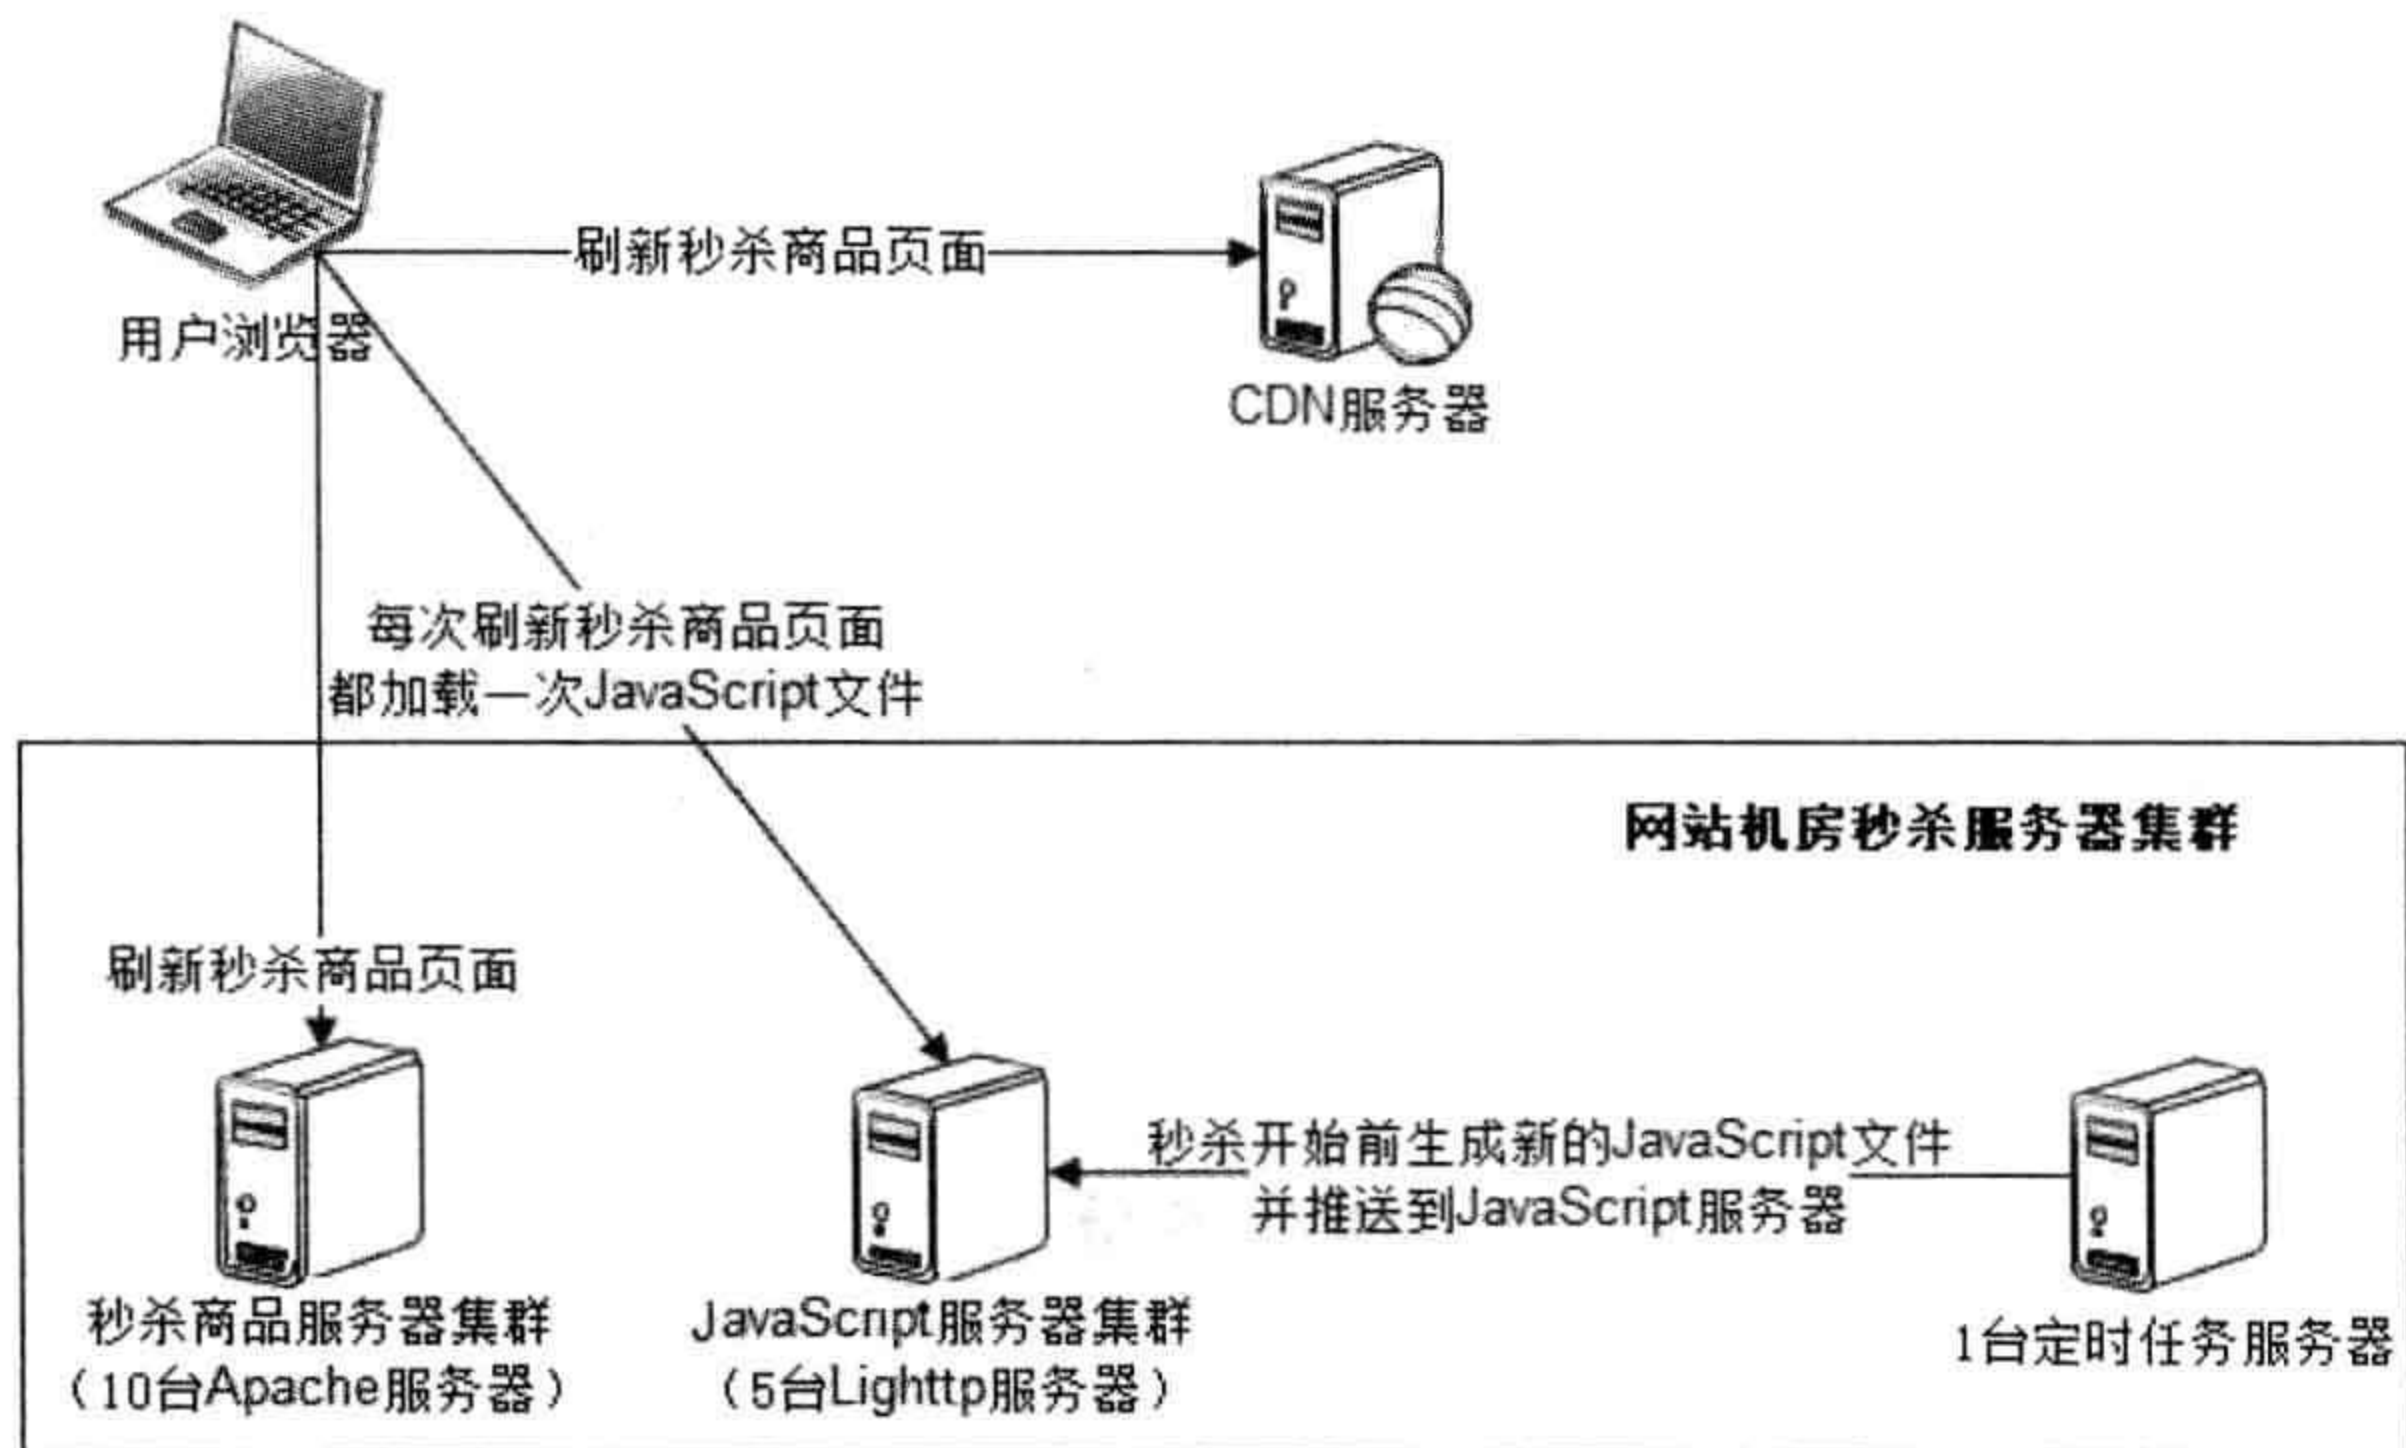 刷新秒杀商品页面
用户浏览器
CDN服务器
每次刷新秒杀商品页面
都加载一次JavaScript文件
网站机房秒杀服务器集群
刷新秒杀商品页面
秒杀开始前生成新的JavaScript文件
并推送到JavaScript服务器
秒杀商品服务器集群
（10台Apache服务器）
JavaScript服务器集群
（5台Lighttp服务器）
1台定时任务服务器